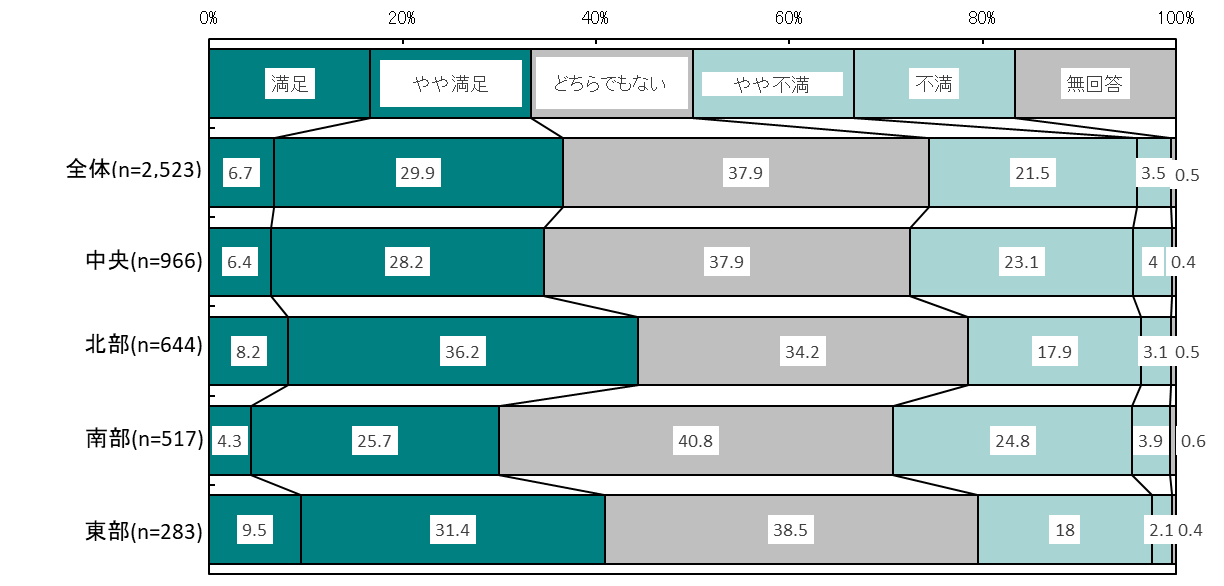 0% 20% 40% 60% 80% 100%
満足 やや満足 どちらでもない やや不満 不満 無回答
全体(n=2,523) 6.7 29.9 37.9 21.5 3.5 0.5
中央(n=966) 6.4 28.2 37.9 23.1 4 0.4
北部(n=644) 8.2 36.2 34.2 17.9 3.1 0.5
南部(n=517) 4.3 25.7 40.8 24.8 3.9 0.6
東部(n=283) 9.5 31.4 38.5 18 2.1 0.4